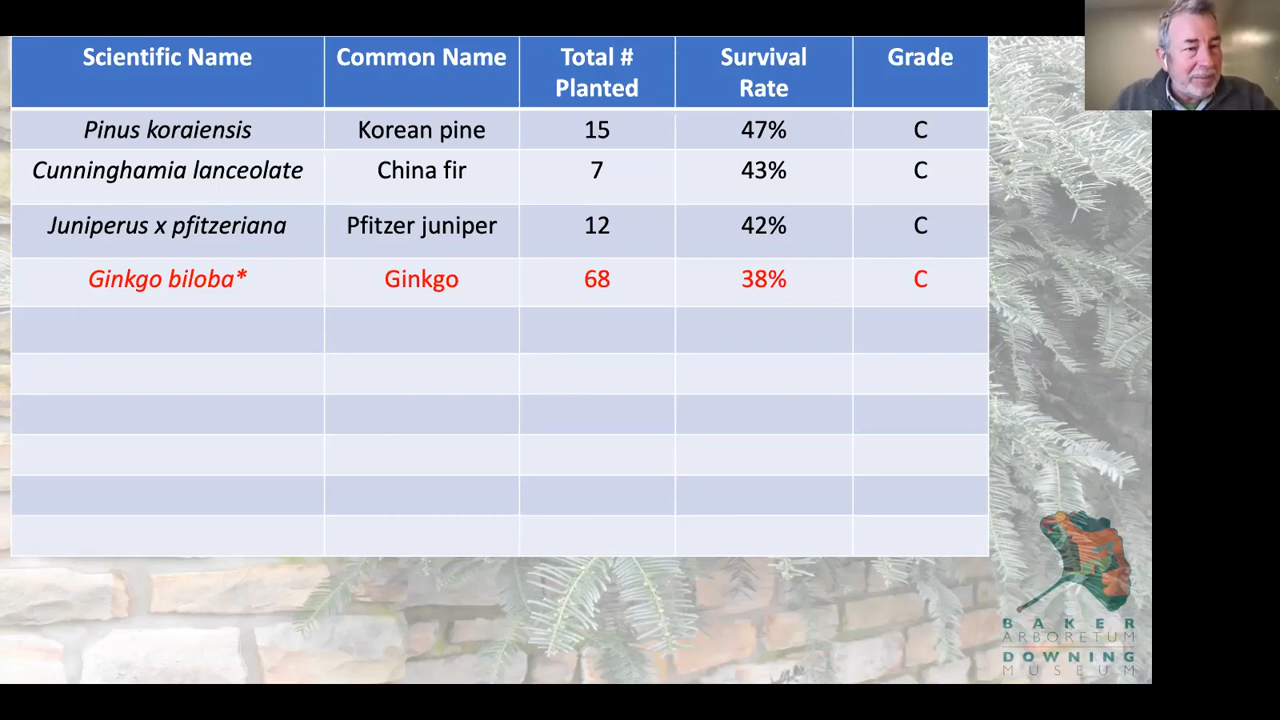 Scientific Name Common Name Total # Planted Survival Rate Grade
Pinus koraiensis Korean pine 15 47% C
Cunninghamia lanceolate China fir 7 43% C
Juniperus x pfitzeriana Pfitzer juniper 12 42% C
Ginkgo biloba* Ginkgo 68 38% C
BAKER
ARBORETUM
DOWNING
MUSEUM